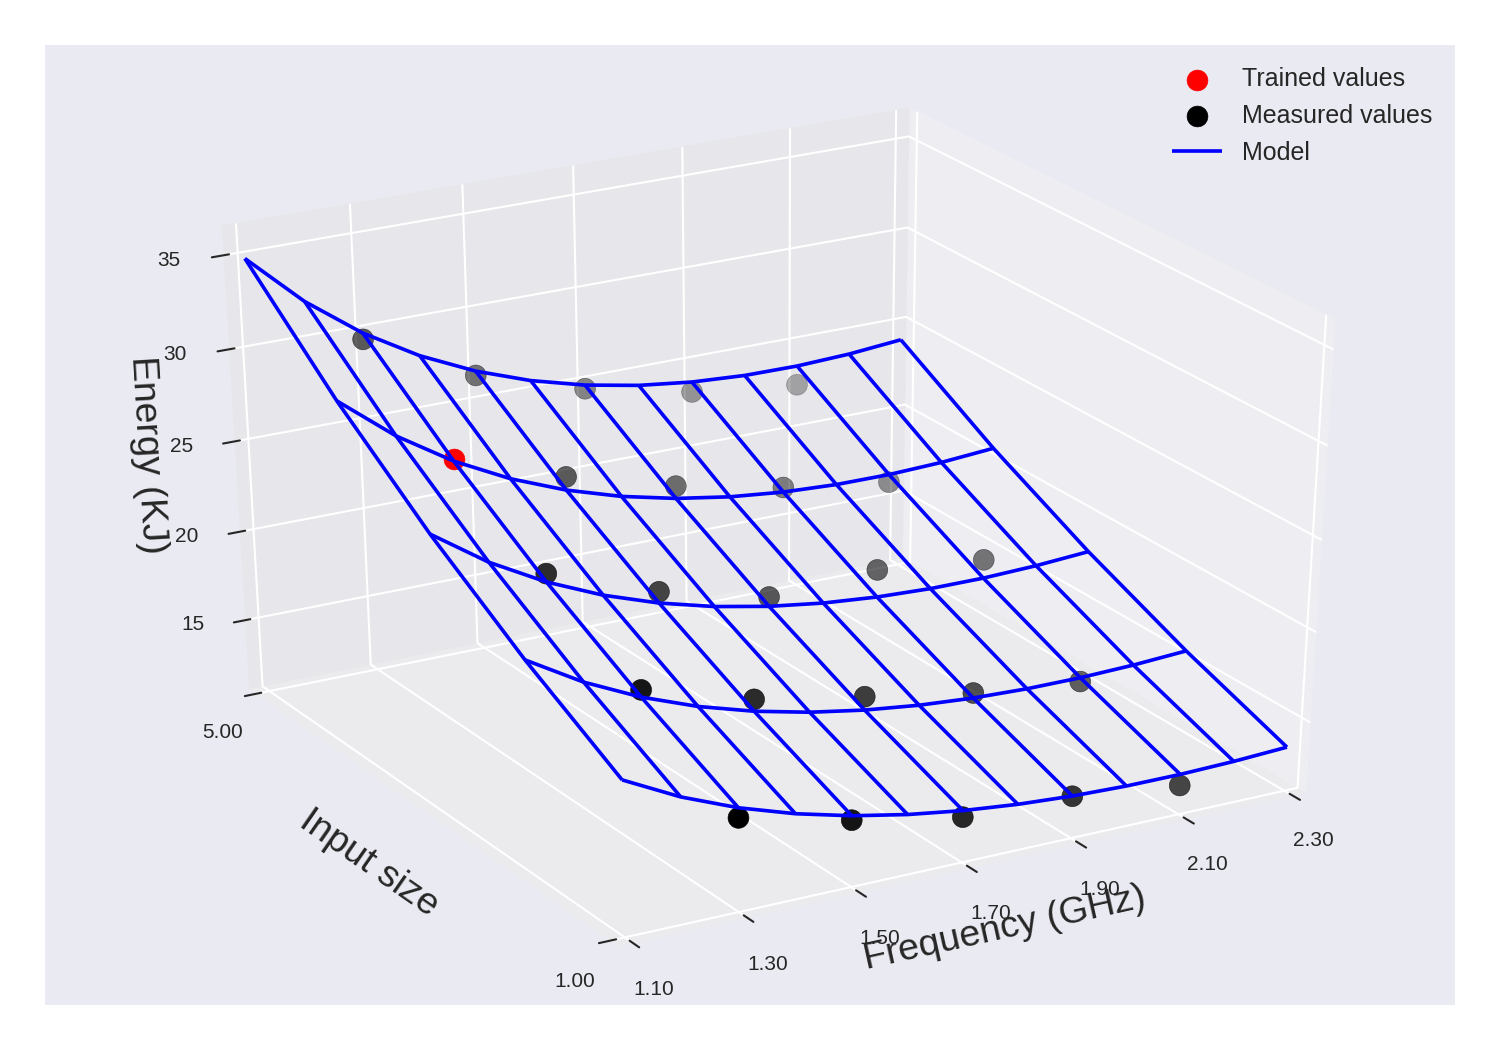 Trained values
Measured values
Model
35
30
25
20
15
Energy (KJ)
5.00
1.00
Input size
1.10
1.30
1.50
1.70
1.90
2.10
2.30
Frequency (GHz)